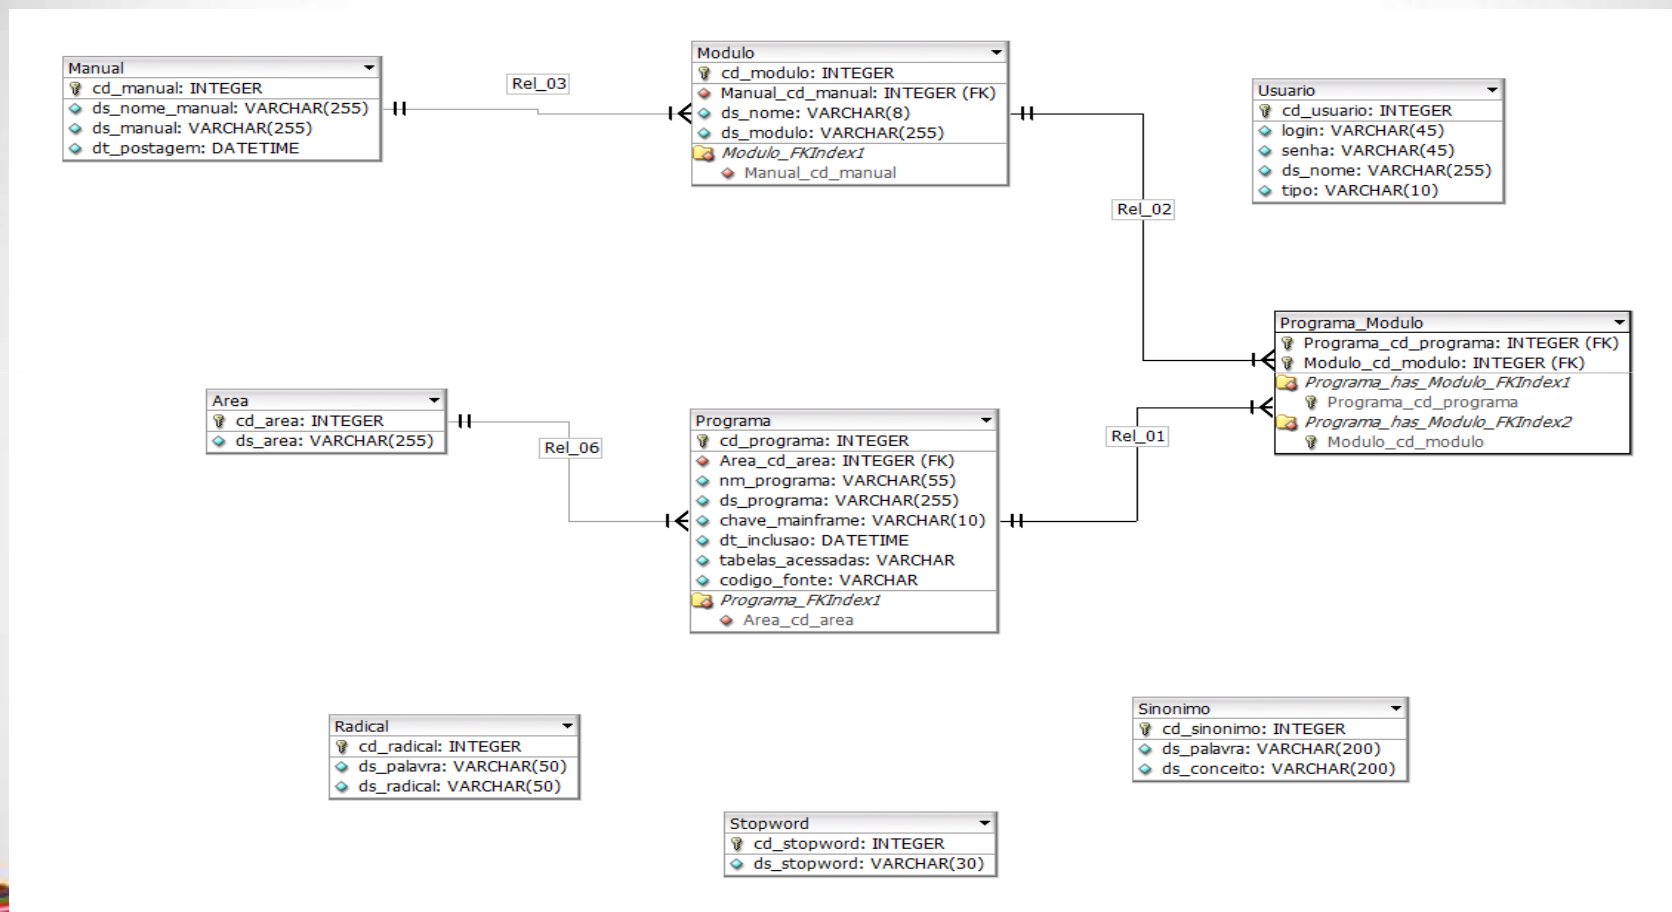 Manual
cd_manual: INTEGER
ds_nome_manual: VARCHAR(255)
ds_manual: VARCHAR(255)
dt_postagem: DATETIME
Rel_03
Modulo
cd_modulo: INTEGER
Manual_cd_manual: INTEGER (FK)
ds_nome: VARCHAR(8)
ds_modulo: VARCHAR(255)
Modulo_FKIndex1
Manual_cd_manual
Usuario
cd_usuario: INTEGER
login: VARCHAR(45)
senha: VARCHAR(45)
ds_nome: VARCHAR(255)
tipo: VARCHAR(10)
Rel_02
Programa_Modulo
Programa_cd_programa: INTEGER (FK)
Modulo_cd_modulo: INTEGER (FK)
Programa_has_Modulo_FKIndex1
Programa_cd_programa
Programa_has_Modulo_FKIndex2
Modulo_cd_modulo
Area
cd_area: INTEGER
ds_area: VARCHAR(255)
Rel_06
Programa
cd_programa: INTEGER
Area_cd_area: INTEGER (FK)
nm_programa: VARCHAR(55)
ds_programa: VARCHAR(255)
chave_mainframe: VARCHAR(10)
dt_inclusao: DATETIME
tabelas_acessadas: VARCHAR
codigo_fonte: VARCHAR
Programa_FKIndex1
Area_cd_area
Rel_01
Radical
cd_radical: INTEGER
ds_palavra: VARCHAR(50)
ds_radical: VARCHAR(50)
Stopword
cd_stopword: INTEGER
ds_stopword: VARCHAR(30)
Sinonimo
cd_sinonimo: INTEGER
ds_palavra: VARCHAR(200)
ds_conceito: VARCHAR(200)